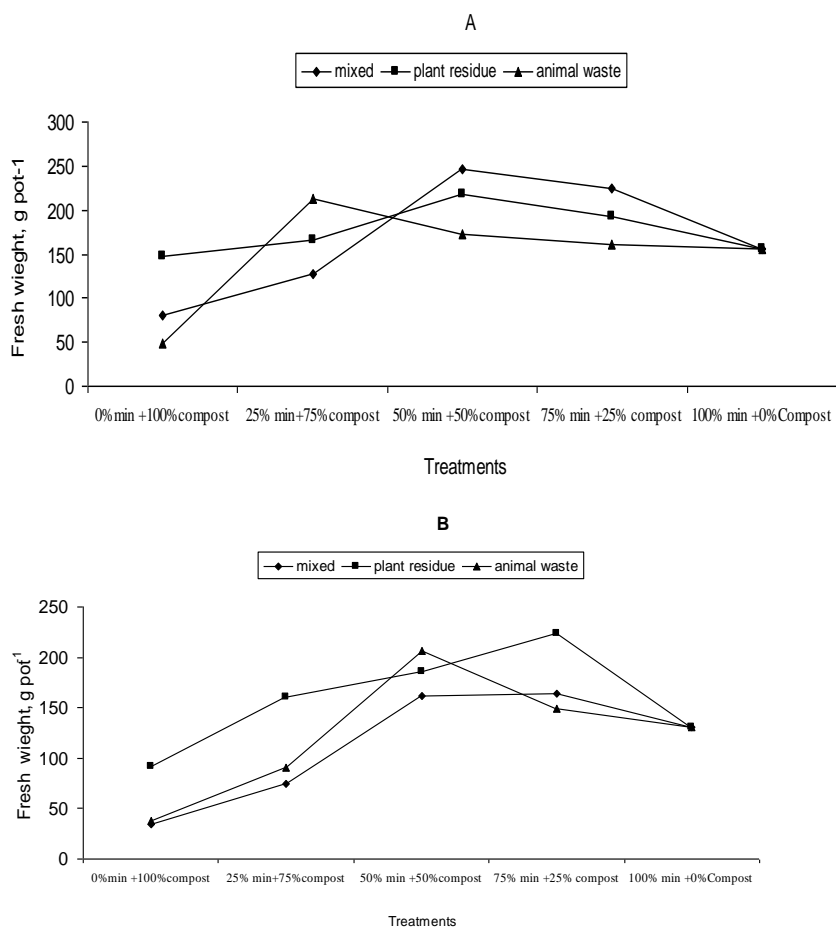 A
mixed plant residue animal waste
Fresh wieght, g pot-1
300
250
200
150
100
50
0
0%min +100%compost 25% min+75%compost 50% min +50%compost 75% min +25% compost 100% min +0%Compost
Treatments
B
mixed plant residue animal waste
Fresh wieght, g pot-1
250
200
150
100
50
0
0%min +100%compost 25% min+75%compost 50% min +50%compost 75% min +25% compost 100% min +0%Compost
Treatments